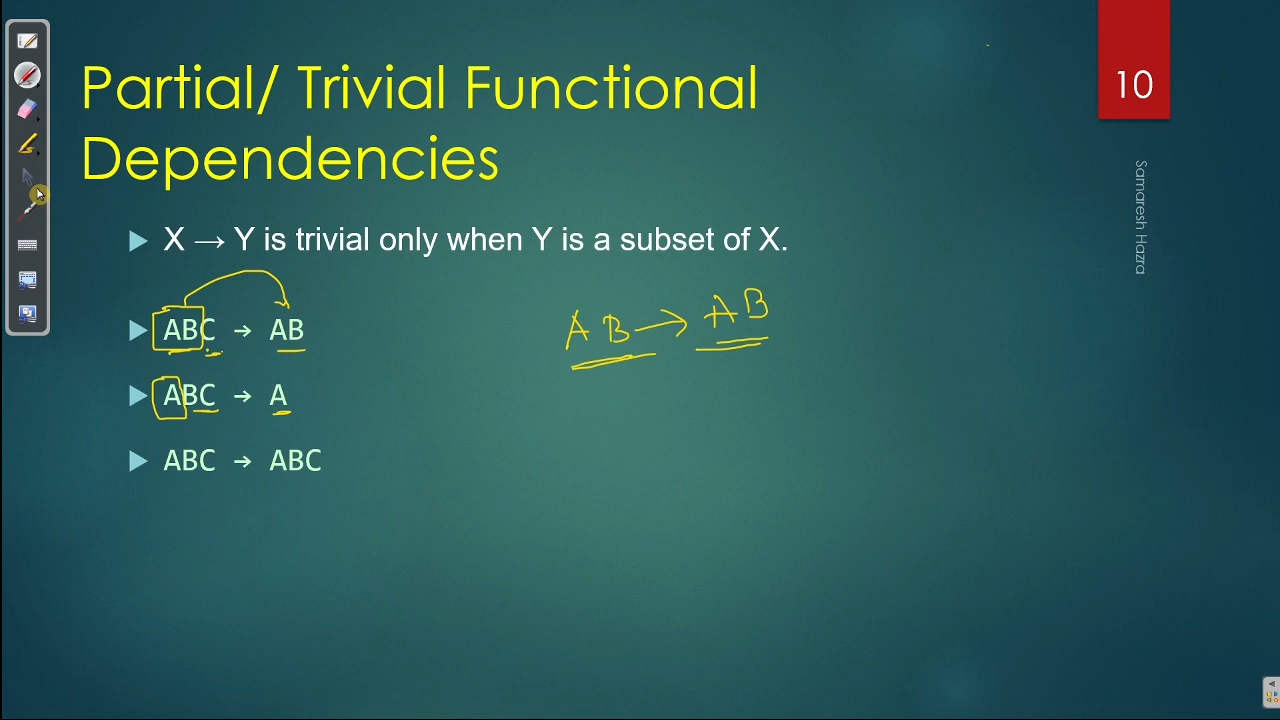 Partial/ Trivial Functional
Dependencies
10
Samaresh Hazra
X → Y is trivial only when Y is a subset of X.
ABC → AB
AB → AB
ABC → A
ABC → ABC